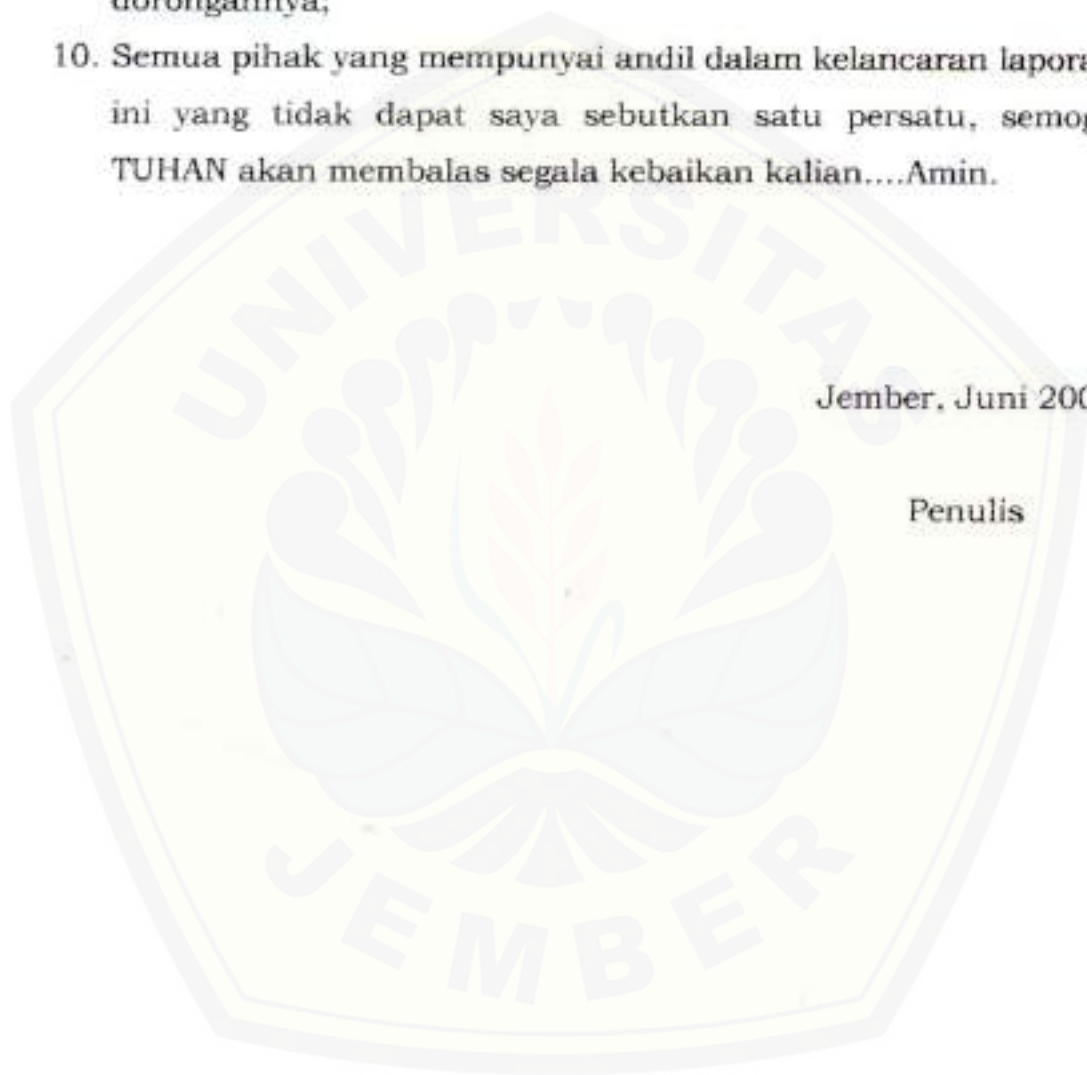 dorongannya;
10. Semua pihak yang mempunyai andil dalam kelancaran lapora
ini yang tidak dapat saya sebutkan satu persatu, semog
TUHAN akan membalas segala kebaikan kalian....Amin.
UNIVERSITAS
Jember, Juni 200
Penulis
JEMBER